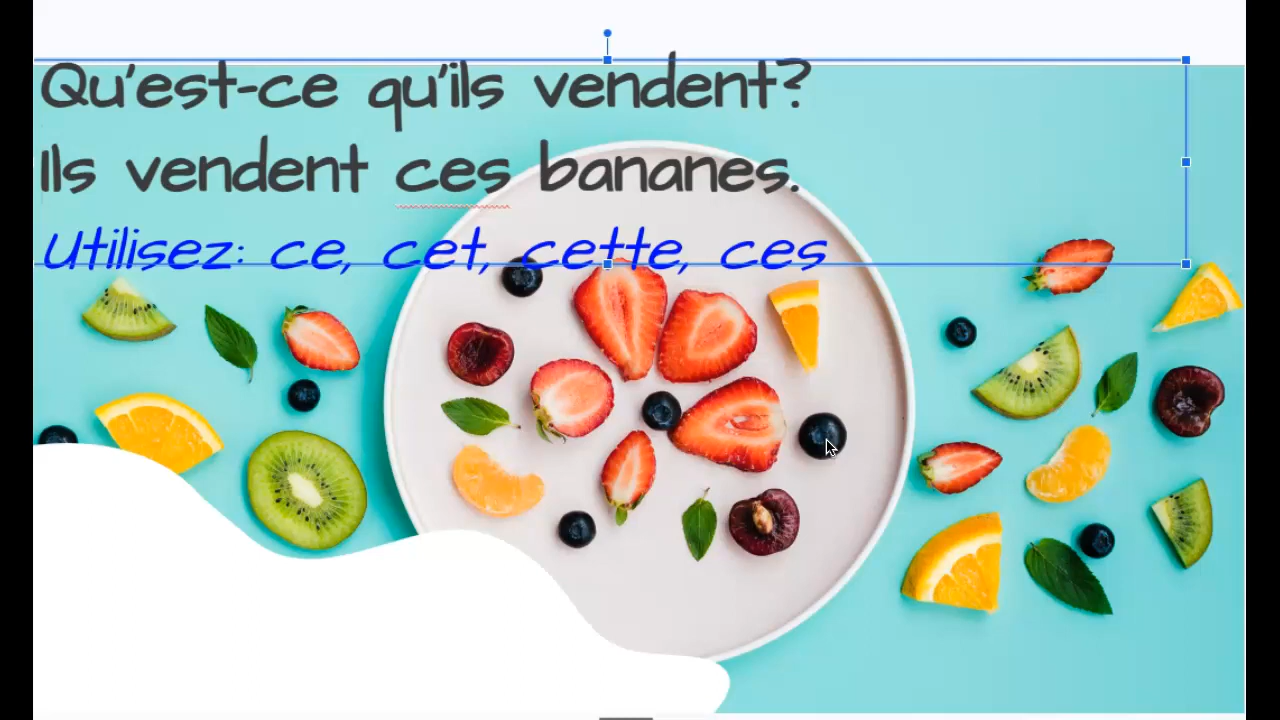 Qu'est-ce qu'ils vendent?
Ils vendent ces bananes.
Utilisez: ce, cet, cette, ces